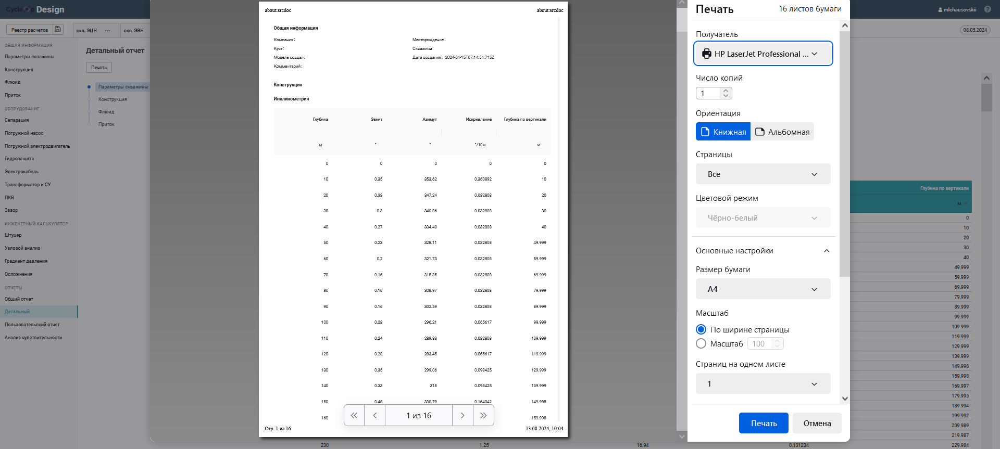 CycleOp Design
mlchausovskii
Реестр расчетов
скв. ЭЦН ...
скв. ЭВН
08.05.2024
ОБЩАЯ ИНФОРМАЦИЯ
Параметры скважины
Конструкция
Флюид
Приток
ОБОРУДОВАНИЕ
Сепарация
Погружной насос
Погружной электродвигатель
Гидрозащита
Электрокабель
Трансформатор и СУ
ПКВ
Зазор
ИНЖЕНЕРНЫЙ КАЛЬКУЛЯТОР
Штуцер
Узловой анализ
Градиент давления
Осложнения
ОТЧЕТЫ
Общий отчет
Детальный
Пользовательский отчет
Анализ чувствительности
Детальный отчет
Печать
Параметры скважины
Конструкция
Флюид
Приток
about:srcdoc about:srcdoc
Общая информация
Компания: Месторождение:
Куст: Скважина:
Модель создал: Дата создания: 2024-04-15T07:14:54.715Z
Комментарий:
Конструкция
Инклинометрия
Глубина Зенит Азимут Искривление Глубина по вертикали
м ° ° °/10м м
0 0 0 0 0
10 0.35 353.62 0.360892 10
20 0.33 347.24 0.032808 20
30 0.3 340.86 0.032808 30
40 0.27 334.48 0.032808 40
50 0.23 328.11 0.032808 49.999
60 0.2 321.73 0.032808 59.999
70 0.16 315.35 0.032808 69.999
80 0.16 308.97 0.032808 79.999
90 0.16 302.59 0.032808 89.999
100 0.23 296.21 0.065617 99.999
110 0.24 289.83 0.032808 109.999
120 0.28 283.45 0.065617 119.999
130 0.35 299.06 0.098425 129.999
140 0.33 318 0.098425 139.999
150 0.48 330.79 0.164042 149.998
160 159.998
1 из 16
Стр. 1 из 16 13.08.2024, 10:04
230 1.25 16.94 0.131234 229.984
Печать 16 листов бумаги
Получатель
HP LaserJet Professional ...
Число копий
1
Ориентация
Книжная Альбомная
Страницы
Все
Цветовой режим
Чёрно-белый
Основные настройки
Размер бумаги
A4
Масштаб
По ширине страницы
Масштаб 100
Страниц на одном листе
1
Печать Отмена
Глубина по вертикали
м
0
10
20
30
40
49.999
59.999
69.999
79.999
89.999
99.999
109.999
119.999
129.999
139.999
149.998
159.998
169.997
179.995
189.994
199.992
209.989
219.987